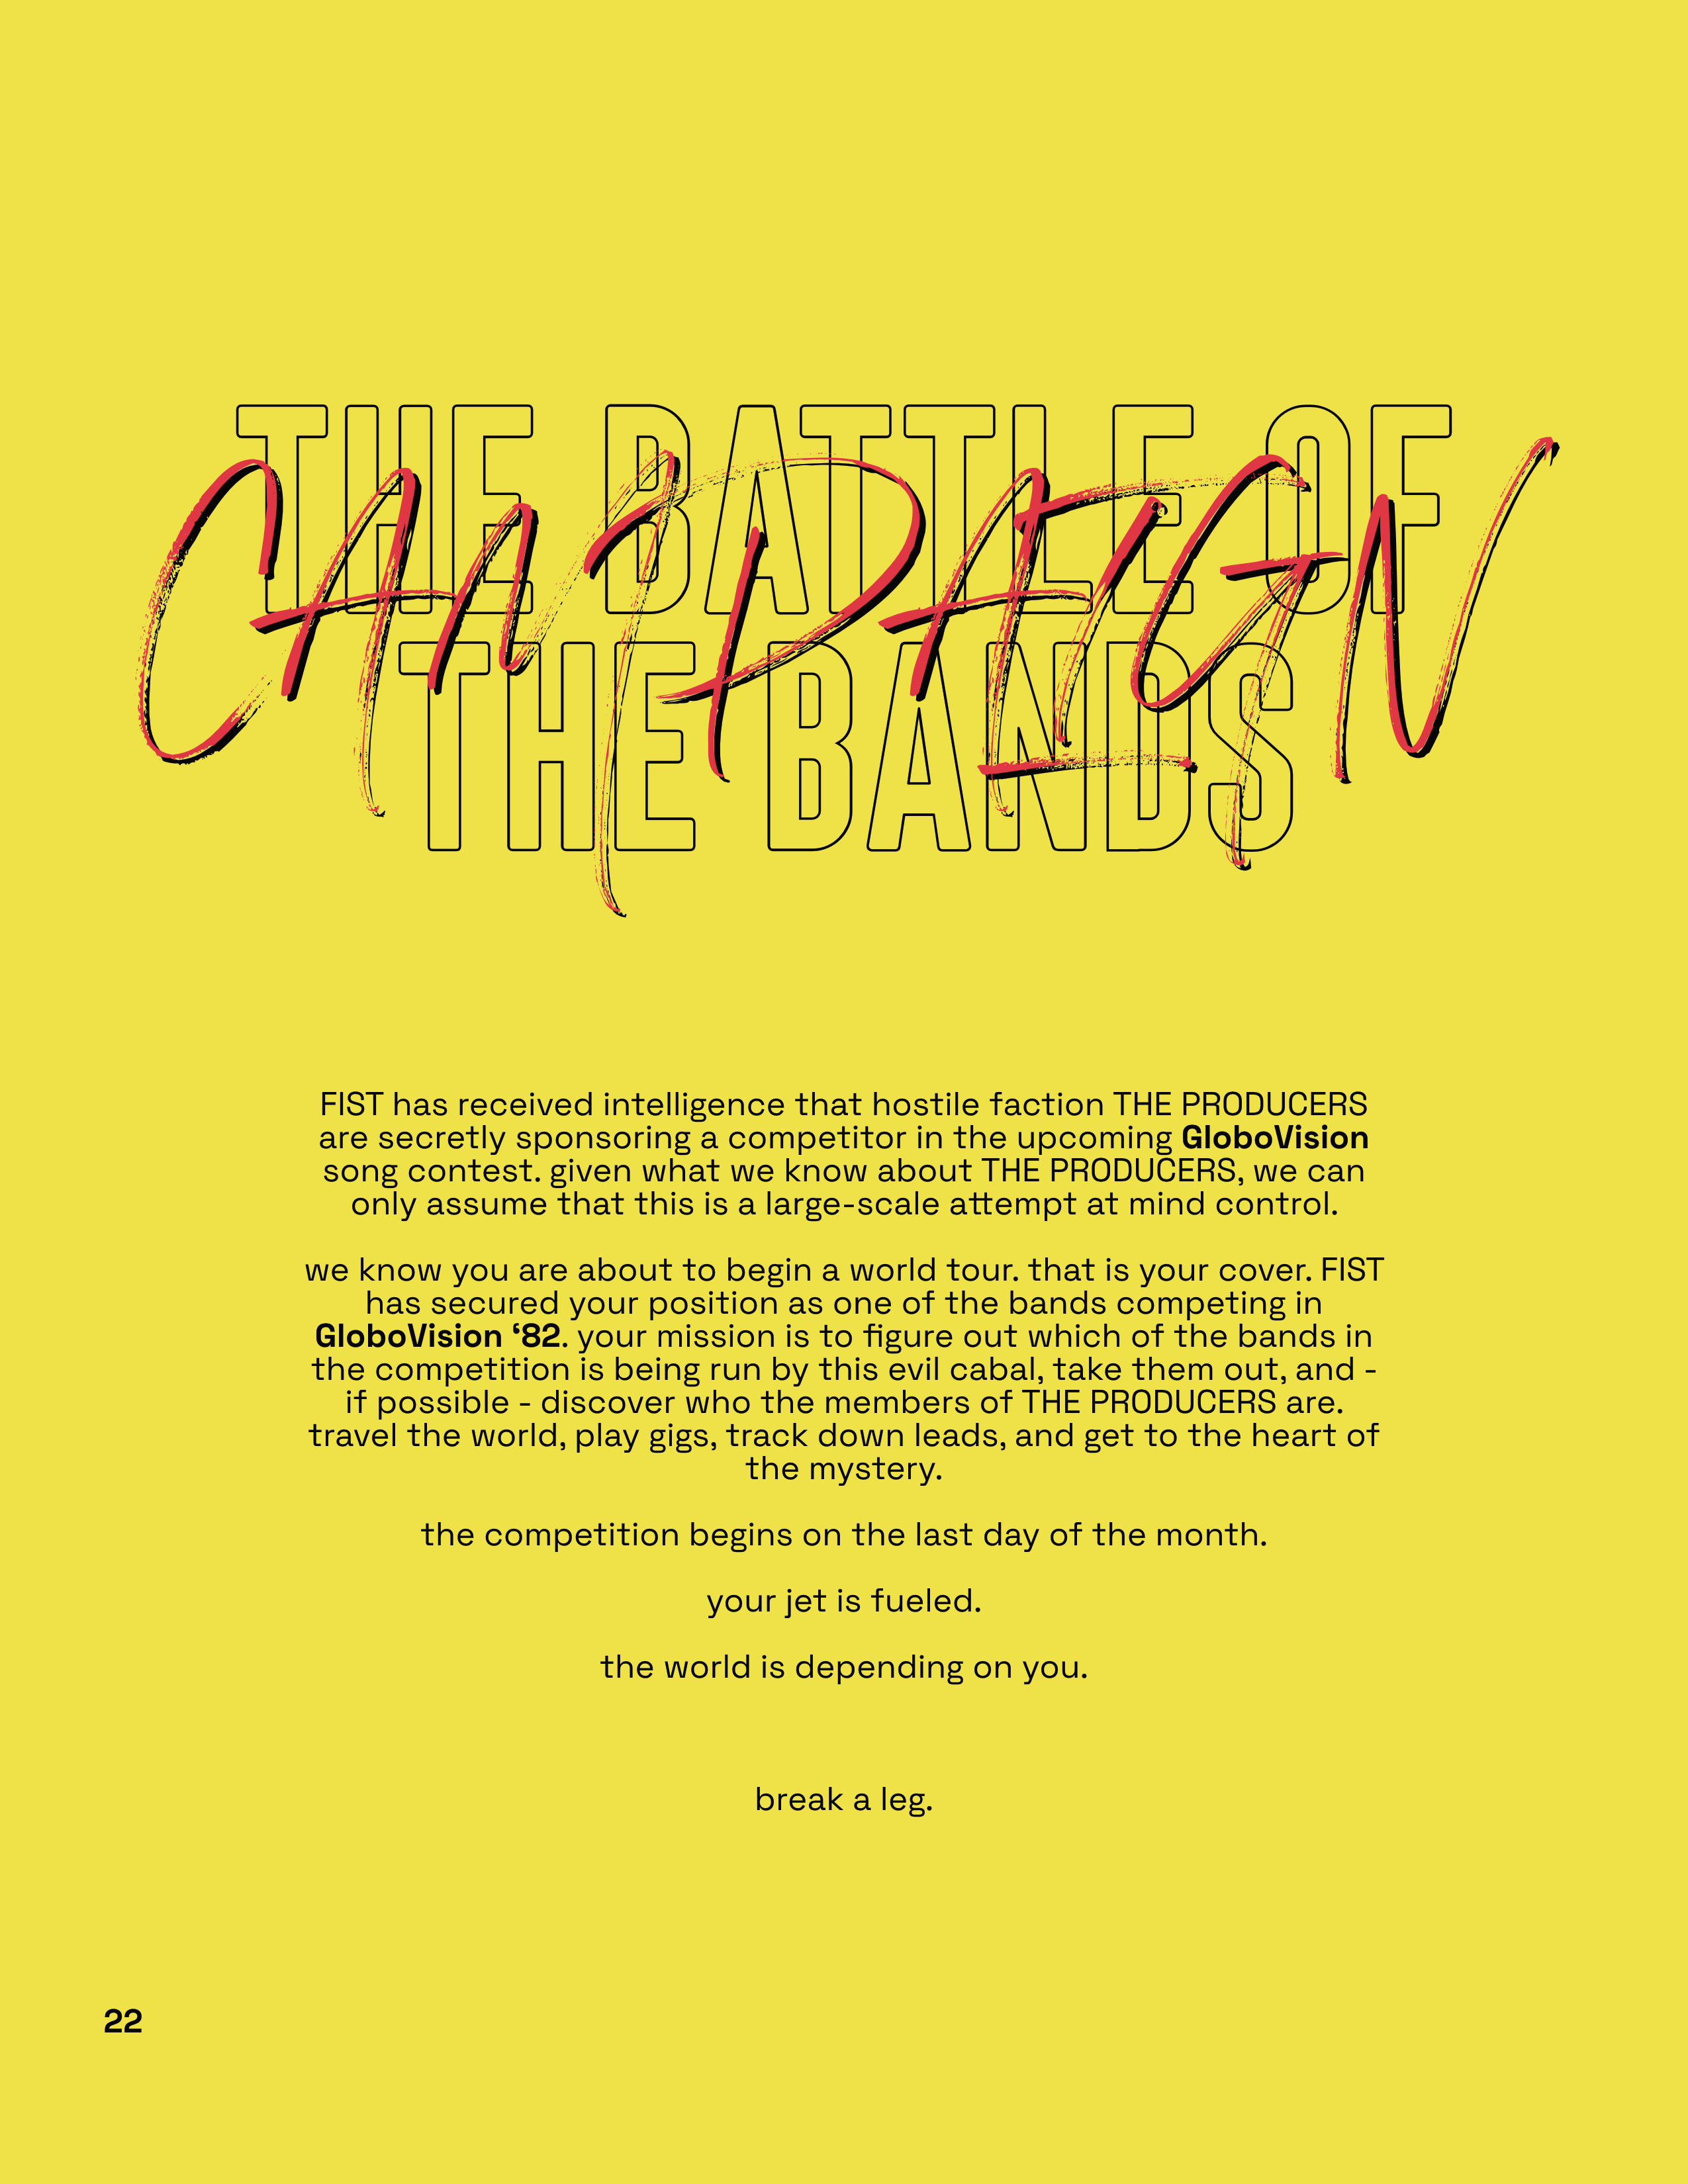 THE BATTLE OF
THE BANDS
CAMPAIGN
FIST has received intelligence that hostile faction THE PRODUCERS
are secretly sponsoring a competitor in the upcoming GloboVision
song contest. given what we know about THE PRODUCERS, we can
only assume that this is a large-scale attempt at mind control.
we know you are about to begin a world tour. that is your cover. FIST
has secured your position as one of the bands competing in
GloboVision ‘82. your mission is to figure out which of the bands in
the competition is being run by this evil cabal, take them out, and -
if possible - discover who the members of THE PRODUCERS are.
travel the world, play gigs, track down leads, and get to the heart of
the mystery.
the competition begins on the last day of the month.
your jet is fueled.
the world is depending on you.
break a leg.
22